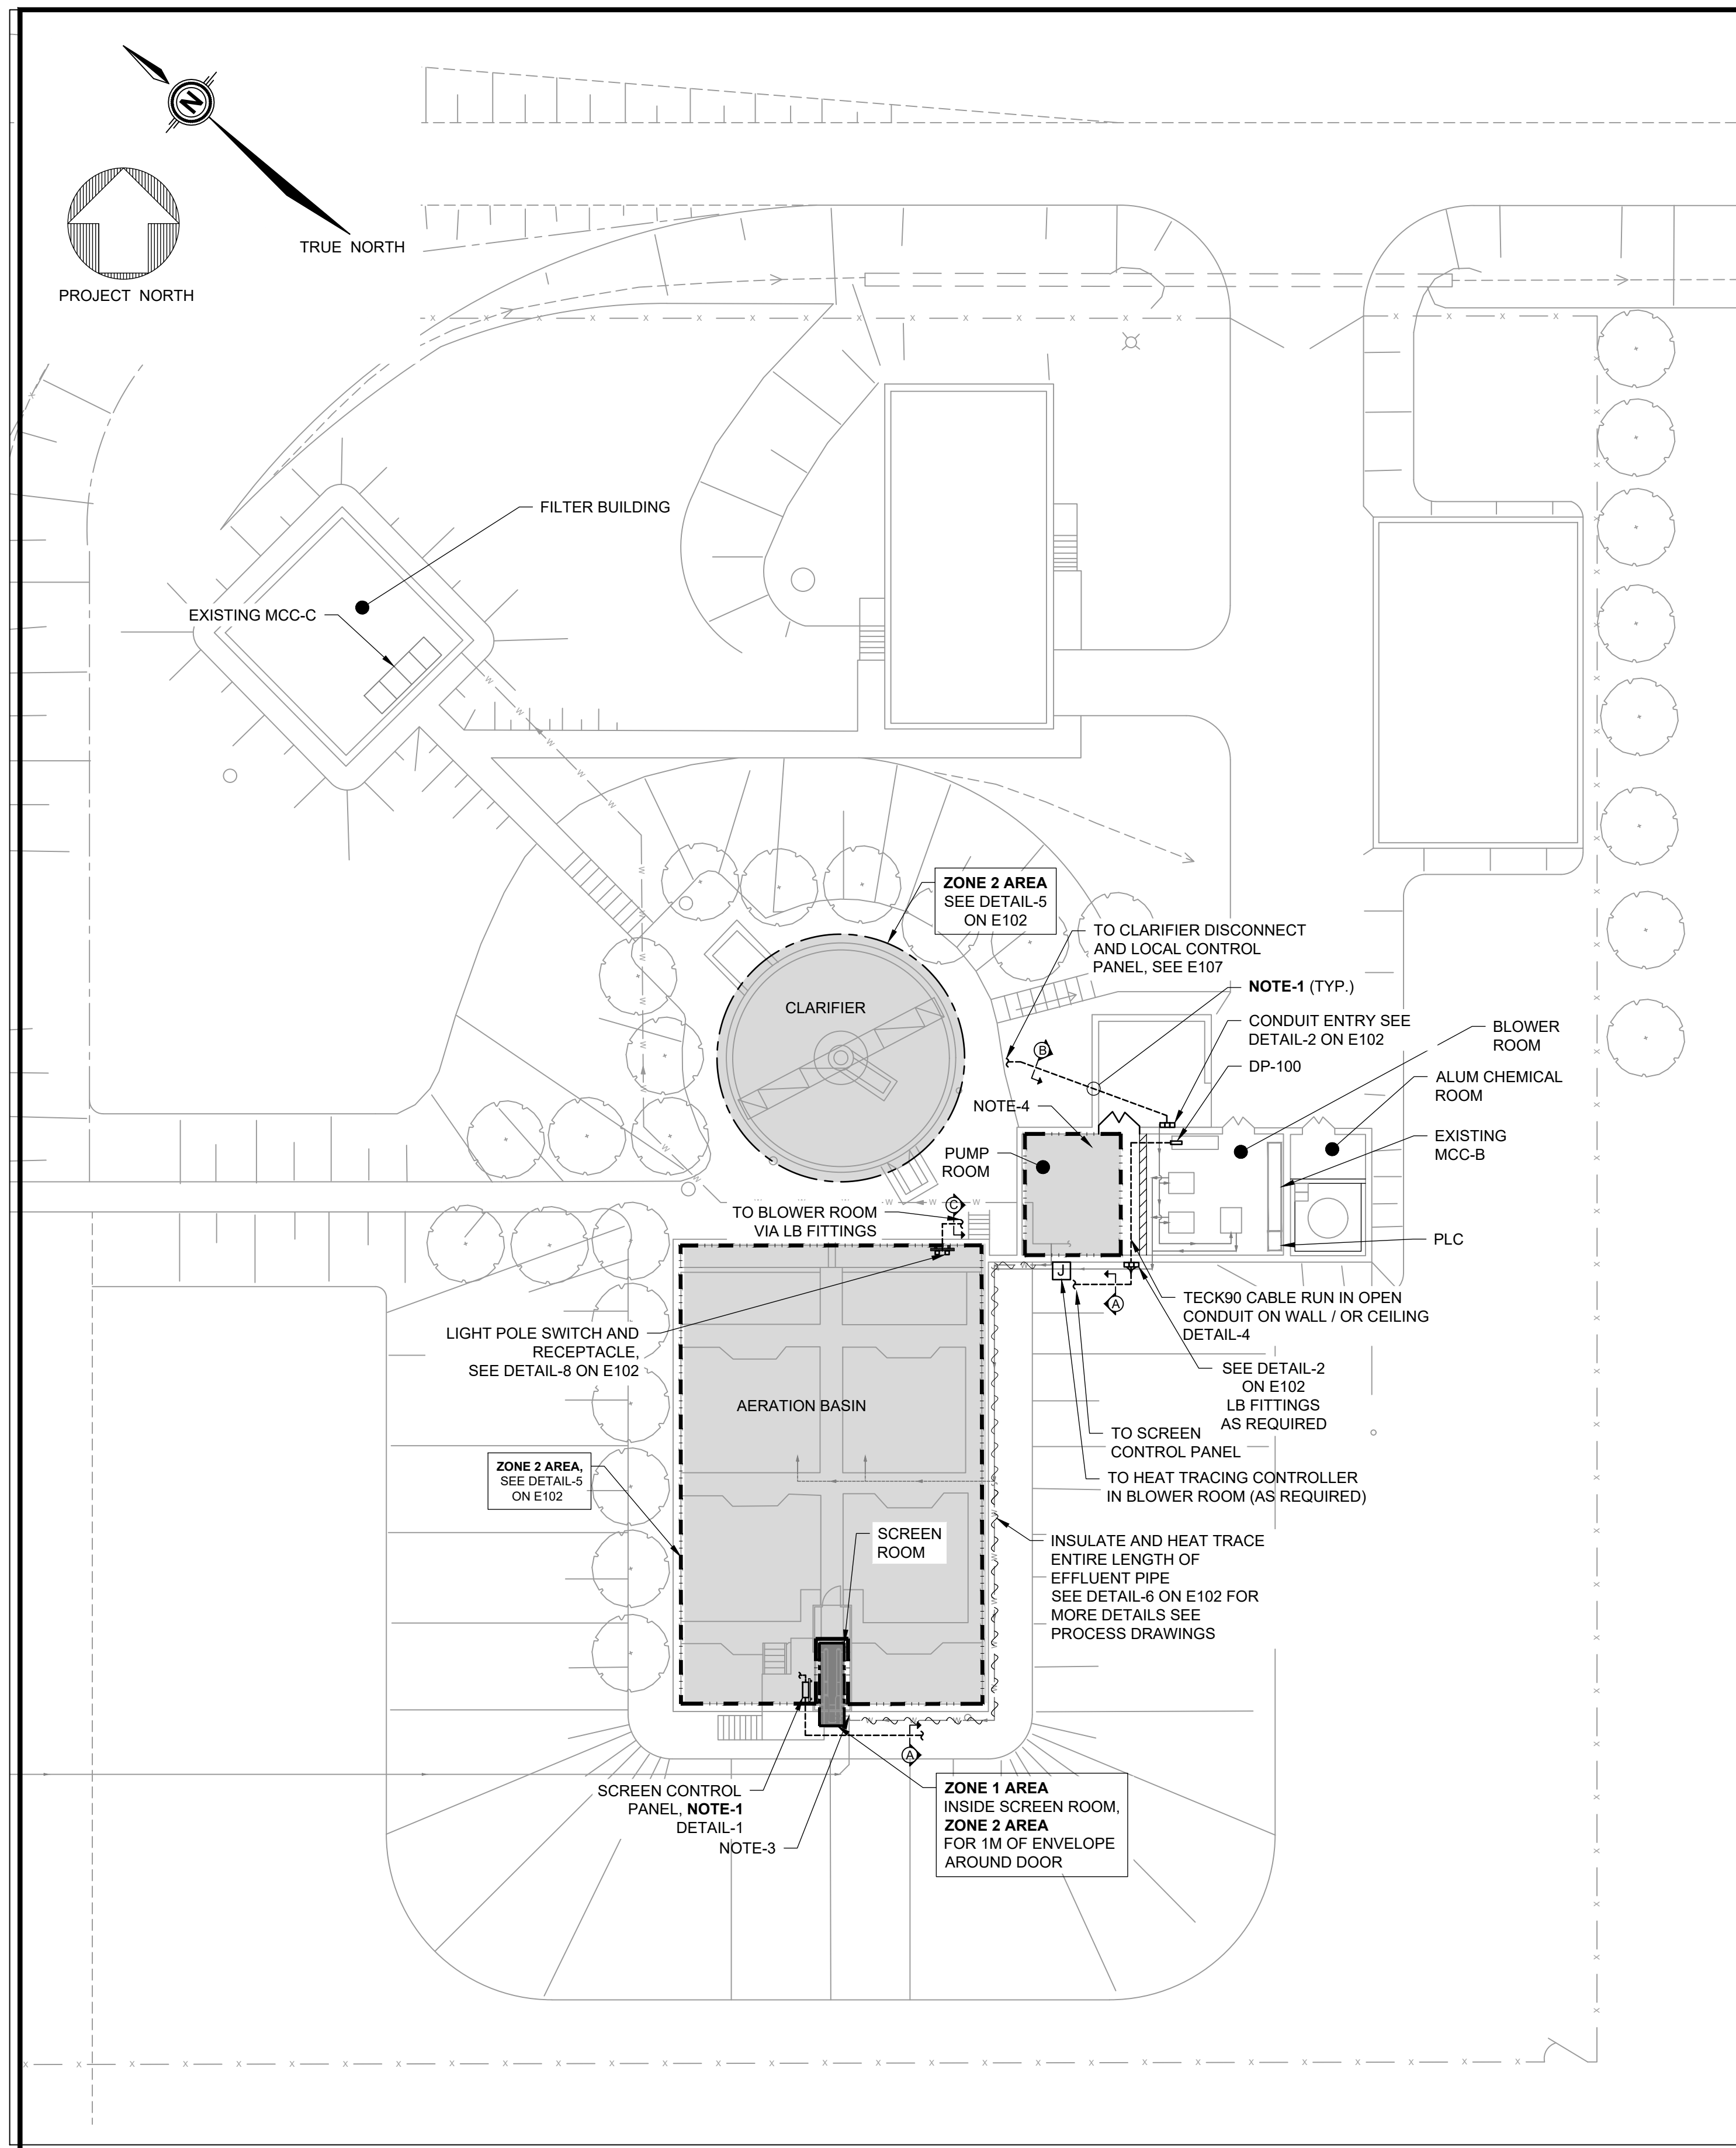 N
TRUE NORTH
PROJECT NORTH
FILTER BUILDING
EXISTING MCC-C
ZONE 2 AREA
SEE DETAIL-5
ON E102
TO CLARIFIER DISCONNECT
AND LOCAL CONTROL
PANEL, SEE E107
NOTE-1 (TYP.)
CLARIFIER
CONDUIT ENTRY SEE
DETAIL-2 ON E102
BLOWER
ROOM
B
DP-100
ALUM CHEMICAL
ROOM
NOTE-4
EXISTING
MCC-B
PUMP
ROOM
C
TO BLOWER ROOM
VIA LB FITTINGS
PLC
J
A
TECK90 CABLE RUN IN OPEN
CONDUIT ON WALL / OR CEILING
DETAIL-4
LIGHT POLE SWITCH AND
RECEPTACLE,
SEE DETAIL-8 ON E102
SEE DETAIL-2
ON E102
LB FITTINGS
AS REQUIRED
AERATION BASIN
TO SCREEN
CONTROL PANEL
ZONE 2 AREA,
SEE DETAIL-5
ON E102
TO HEAT TRACING CONTROLLER
IN BLOWER ROOM (AS REQUIRED)
SCREEN
ROOM
INSULATE AND HEAT TRACE
ENTIRE LENGTH OF
EFFLUENT PIPE
SEE DETAIL-6 ON E102 FOR
MORE DETAILS SEE
PROCESS DRAWINGS
A
SCREEN CONTROL
PANEL, NOTE-1
DETAIL-1
NOTE-3
ZONE 1 AREA
INSIDE SCREEN ROOM,
ZONE 2 AREA
FOR 1M OF ENVELOPE
AROUND DOOR